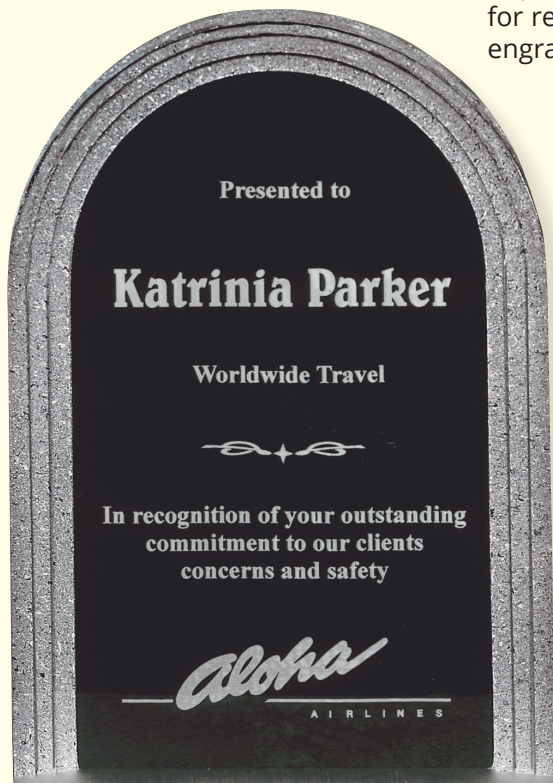 for re
engra
Presented to
Katrinia Parker
Worldwide Travel
In recognition of your outstanding
commitment to our clients
concerns and safety
aloha
AIRLINES